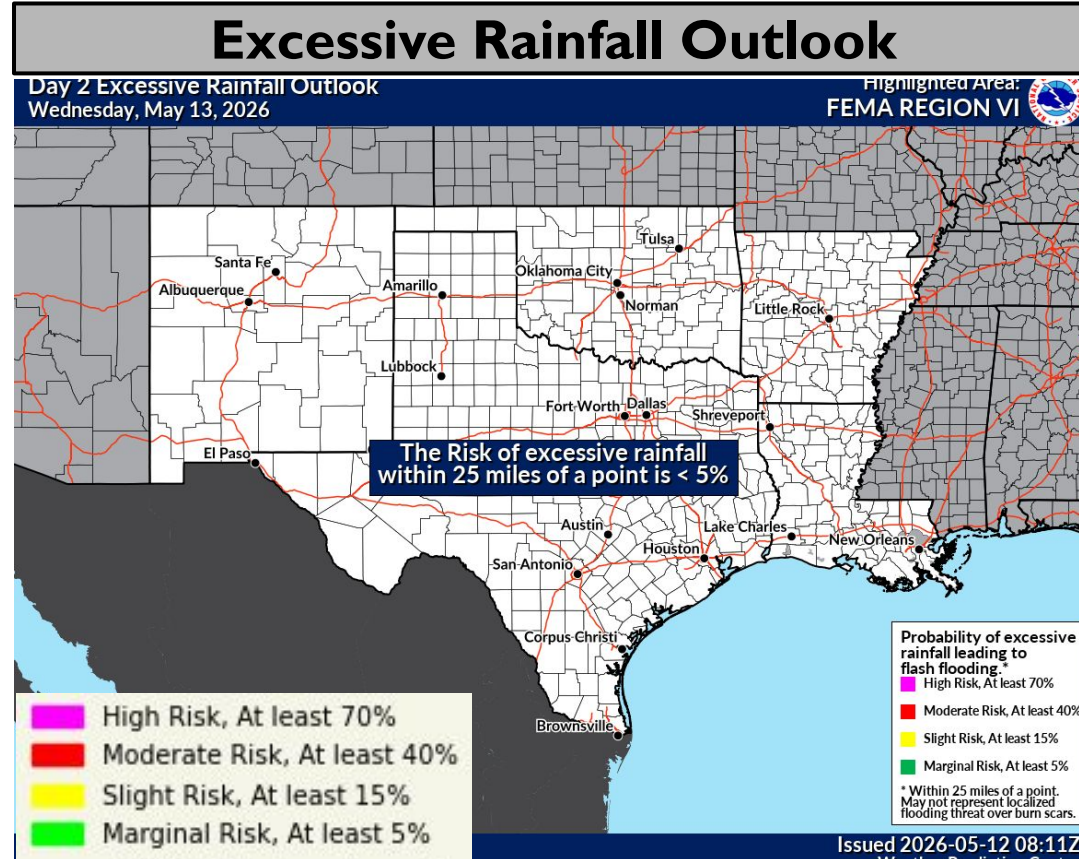 Excessive Rainfall Outlook
Day 2 Excessive Rainfall Outlook
Wednesday, May 13, 2026
Highlighted Area:
FEMA REGION VI
Tulsa
Santa Fe
Oklahoma City
Albuquerque
Amarillo
Norman
Little Rock
Lubbock
Fort Worth
Dallas
Shreveport
El Paso
The Risk of excessive rainfall
within 25 miles of a point is < 5%
Austin
Lake Charles
Houston
New Orleans
San Antonio
Corpus Christi
Brownsville
Probability of excessive
rainfall leading to
flash flooding.*
High Risk, At least 70%
Moderate Risk, At least 40%
Slight Risk, At least 15%
Marginal Risk, At least 5%
* Within 25 miles of a point.
May not represent localized
flooding threat over burn scars.
High Risk, At least 70%
Moderate Risk, At least 40%
Slight Risk, At least 15%
Marginal Risk, At least 5%
Issued 2026-05-12 08:11Z
Weather Prediction Center